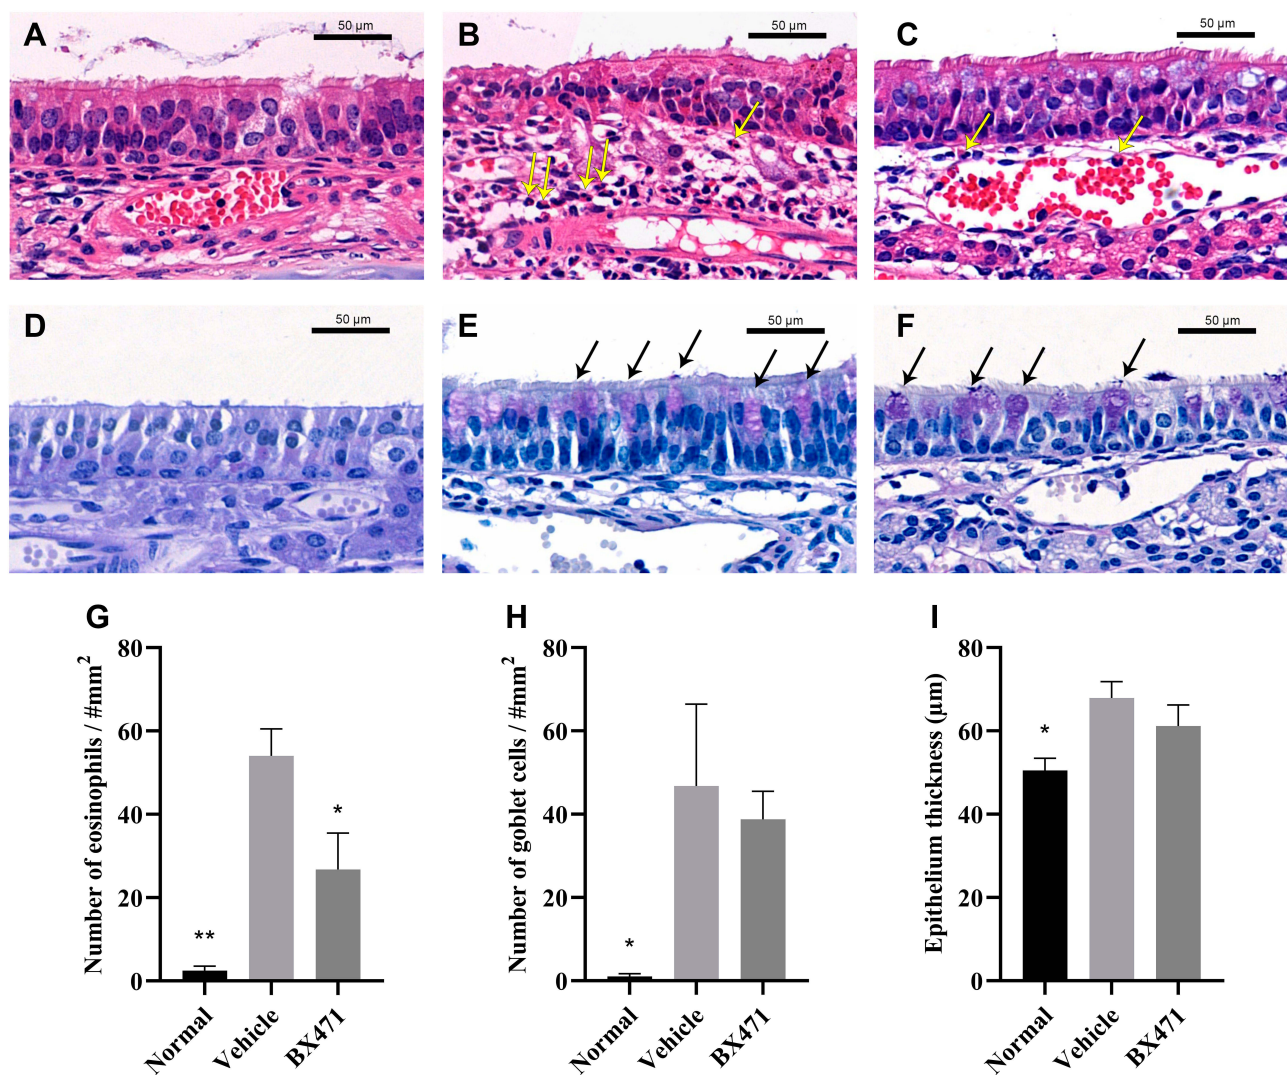 A
50 µm
B
50 µm
C
50 µm
D
50 µm
E
50 µm
F
50 µm
G
Number of eosinophils / #mm²
80
60
40
20
0
**
*
Normal
Vehicle
BX471
H
Number of goblet cells / #mm²
80
60
40
20
0
*
Normal
Vehicle
BX471
I
Epithelium thickness (µm)
80
60
40
20
0
*
Normal
Vehicle
BX471